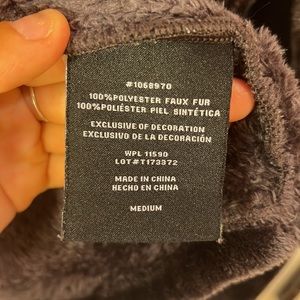 #1068970
100%POLYESTER FAUX FUR
100%POLIÉSTER PIEL SINTÉTICA
EXCLUSIVE OF DECORATION
EXCLUSIVO DE LA DECORACIÓN
WPL 11590
LOT#T173372
MADE IN CHINA
HECHO EN CHINA
MEDIUM